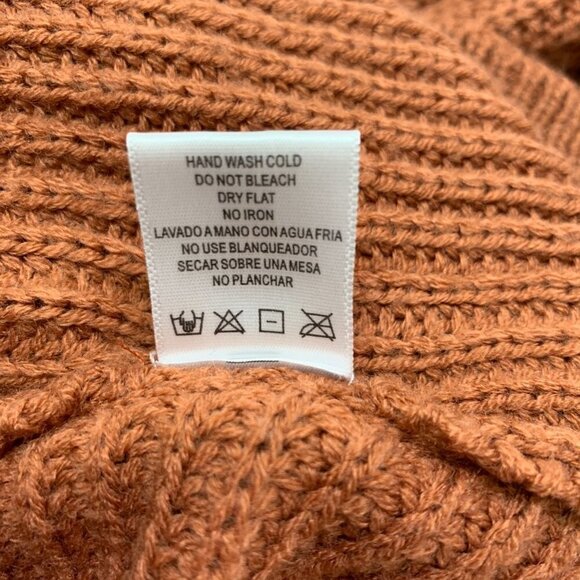 HAND WASH COLD
DO NOT BLEACH
DRY FLAT
NO IRON
LAVADO A MANO CON AGUA FRIA
NO USE BLANQUEADOR
SECAR SOBRE UNA MESA
NO PLANCHAR